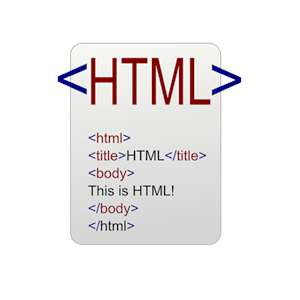 <HTML>
<html>
<title>HTML</title>
<body>
This is HTML!
</body>
</html>